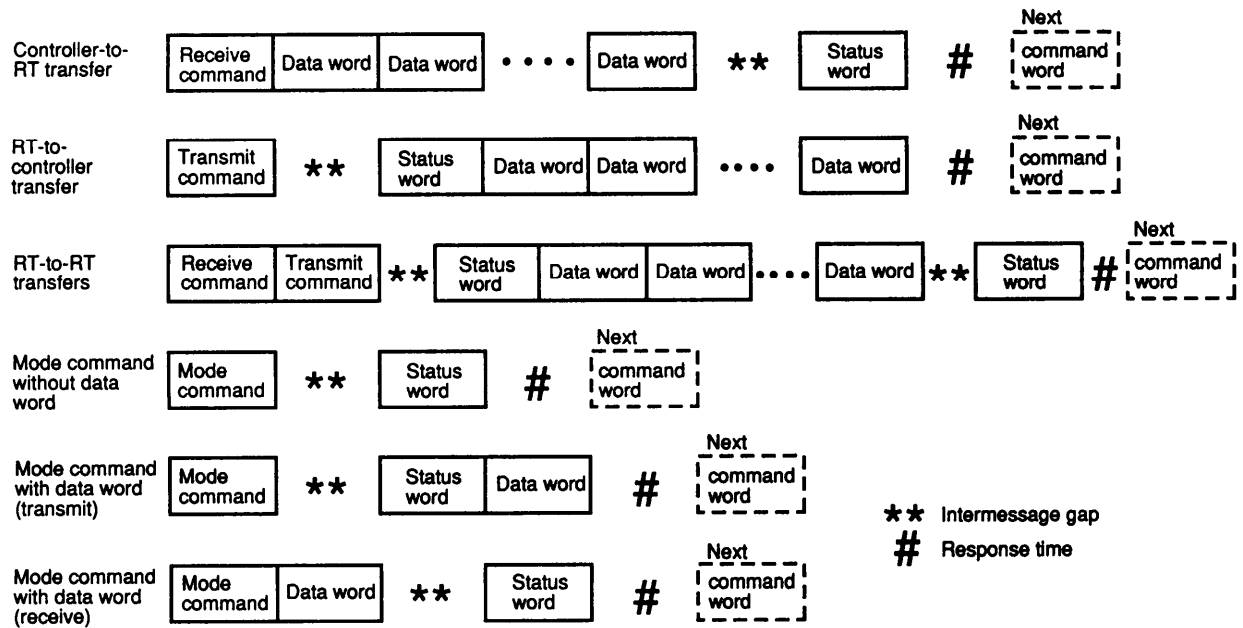 Next
Controller-to-
RT transfer
Receive
command
Data word
Data word
• • • •
Data word
**
Status
word
#
command
word
Next
RT-to-
controller
transfer
Transmit
command
**
Status
word
Data word
Data word
• • • •
Data word
#
command
word
Next
RT-to-RT
transfers
Receive
command
Transmit
command
**
Status
word
Data word
Data word
• • • •
Data word
**
Status
word
#
command
word
Next
Mode command
without data
word
Mode
command
**
Status
word
#
command
word
Next
Mode command
with data word
(transmit)
Mode
command
**
Status
word
Data word
#
command
word
** Intermessage gap
# Response time
Next
Mode command
with data word
(receive)
Mode
command
Data word
**
Status
word
#
command
word